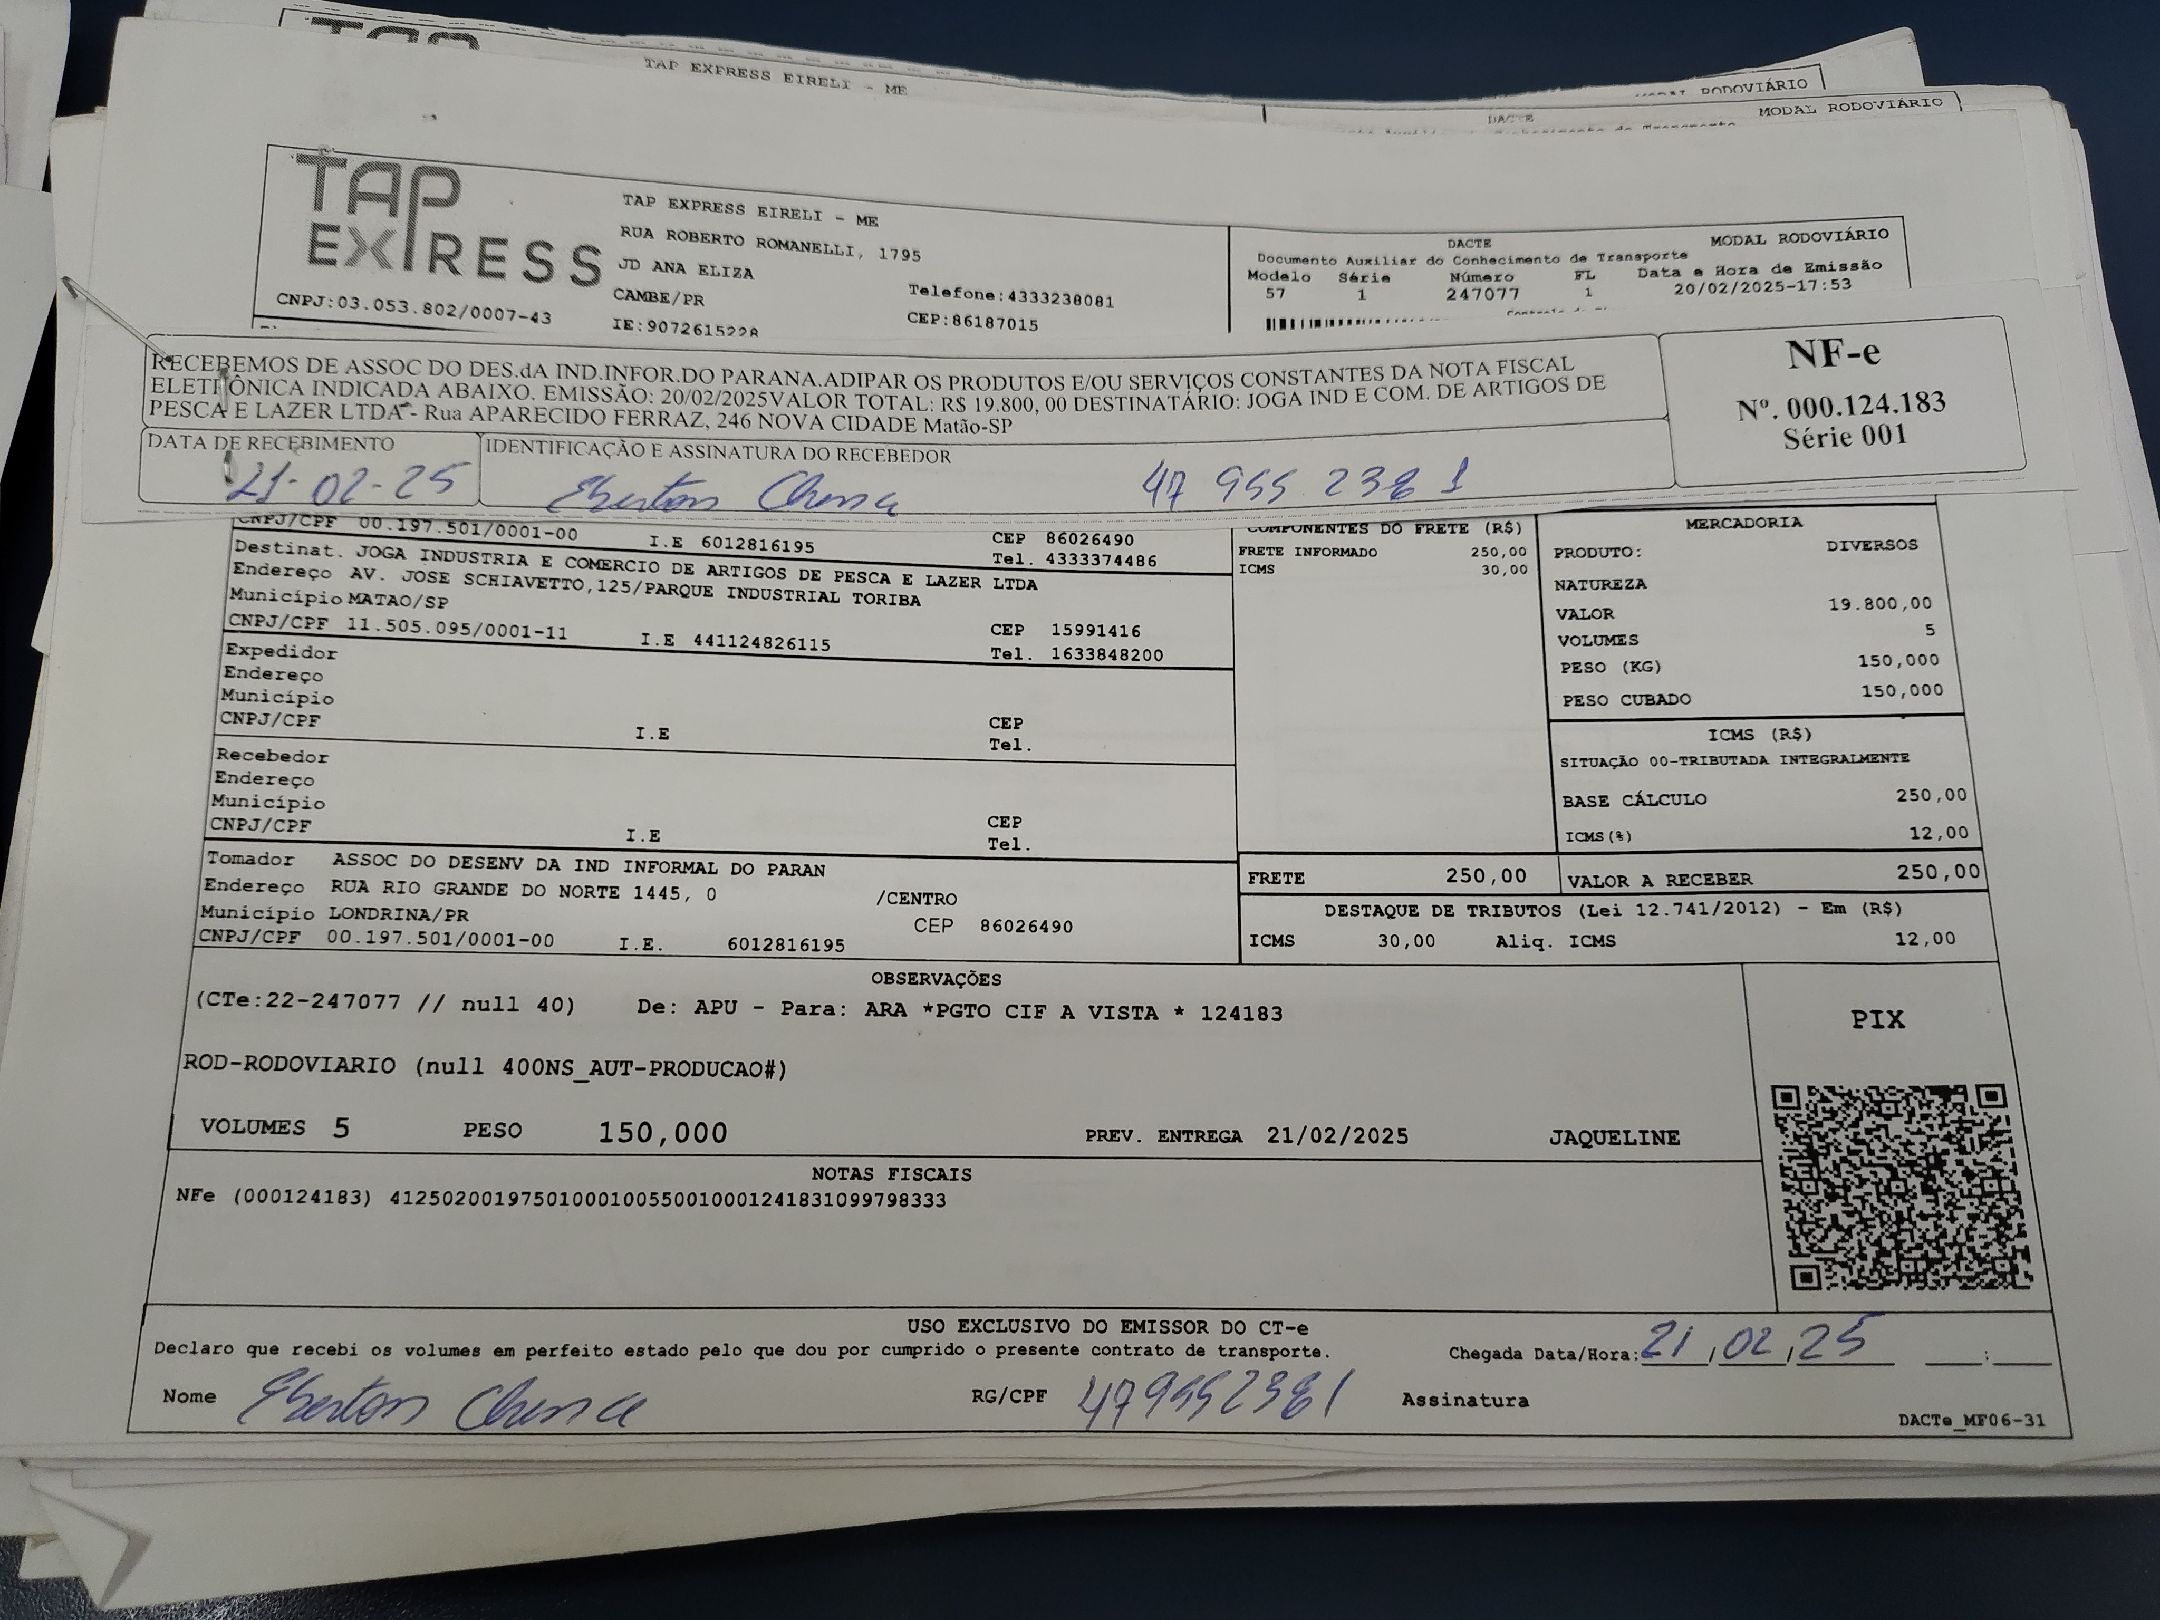 TAP EXPRESS EIRELI - ME
MODAL RODOVIÁRIO
DACTE
MODAL RODOVIÁRIO
TAP
EXPRESS
CNPJ:03.053.802/0007-43
TAP EXPRESS EIRELI - ME
RUA ROBERTO ROMANELLI, 1795
JD ANA ELIZA
CAMBE/PR
Telefone:4333238081
IE:9072615228
CEP:86187015
DACTE
MODAL RODOVIÁRIO
Documento Auxiliar do Conhecimento de Transporte
Modelo Série Número FL Data e Hora de Emissão
57 1 247077 1 20/02/2025-17:53
RECEBEMOS DE ASSOC DO DES.dA IND.INFOR.DO PARANA.ADIPAR OS PRODUTOS E/OU SERVIÇOS CONSTANTES DA NOTA FISCAL
ELETRÔNICA INDICADA ABAIXO. EMISSÃO: 20/02/2025VALOR TOTAL: R$ 19.800, 00 DESTINATÁRIO: JOGA IND E COM. DE ARTIGOS DE
PESCA E LAZER LTDA - Rua APARECIDO FERRAZ, 246 NOVA CIDADE Matão-SP
NF-e
Nº. 000.124.183
Série 001
DATA DE RECEBIMENTO
21-02-25
IDENTIFICAÇÃO E ASSINATURA DO RECEBEDOR
47 955 238 1
CNPJ/CPF 00.197.501/0001-00 I.E 6012816195 CEP 86026490
Tel. 4333374486
Destinat. JOGA INDUSTRIA E COMERCIO DE ARTIGOS DE PESCA E LAZER LTDA
Endereço AV. JOSE SCHIAVETTO,125/PARQUE INDUSTRIAL TORIBA
Município MATAO/SP
CNPJ/CPF 11.505.095/0001-11 I.E 441124826115 CEP 15991416
Tel. 1633848200
Expedidor
Endereço
Município
CNPJ/CPF I.E CEP
Tel.
Recebedor
Endereço
Município
CNPJ/CPF I.E CEP
Tel.
Tomador ASSOC DO DESENV DA IND INFORMAL DO PARAN
Endereço RUA RIO GRANDE DO NORTE 1445, 0 /CENTRO
Município LONDRINA/PR CEP 86026490
CNPJ/CPF 00.197.501/0001-00 I.E. 6012816195
COMPONENTES DO FRETE (R$)
FRETE INFORMADO 250,00
ICMS 30,00
MERCADORIA
PRODUTO: DIVERSOS
NATUREZA
VALOR 19.800,00
VOLUMES 5
PESO (KG) 150,000
PESO CUBADO 150,000
ICMS (R$)
SITUAÇÃO 00-TRIBUTADA INTEGRALMENTE
BASE CÁLCULO 250,00
ICMS(%) 12,00
FRETE 250,00 VALOR A RECEBER 250,00
DESTAQUE DE TRIBUTOS (Lei 12.741/2012) - Em (R$)
ICMS 30,00 Aliq. ICMS 12,00
OBSERVAÇÕES
(CTe:22-247077 // null 40) De: APU - Para: ARA *PGTO CIF A VISTA * 124183
ROD-RODOVIARIO (null 400NS_AUT-PRODUCAO#)
VOLUMES 5 PESO 150,000 PREV. ENTREGA 21/02/2025 JAQUELINE
PIX
NOTAS FISCAIS
NFe (000124183) 41250200197501000100550010001241831099798333
USO EXCLUSIVO DO EMISSOR DO CT-e
Declaro que recebi os volumes em perfeito estado pelo que dou por cumprido o presente contrato de transporte.
Chegada Data/Hora: 21/02/25 :
Nome RG/CPF 479552381 Assinatura
DACTe_MF06-31